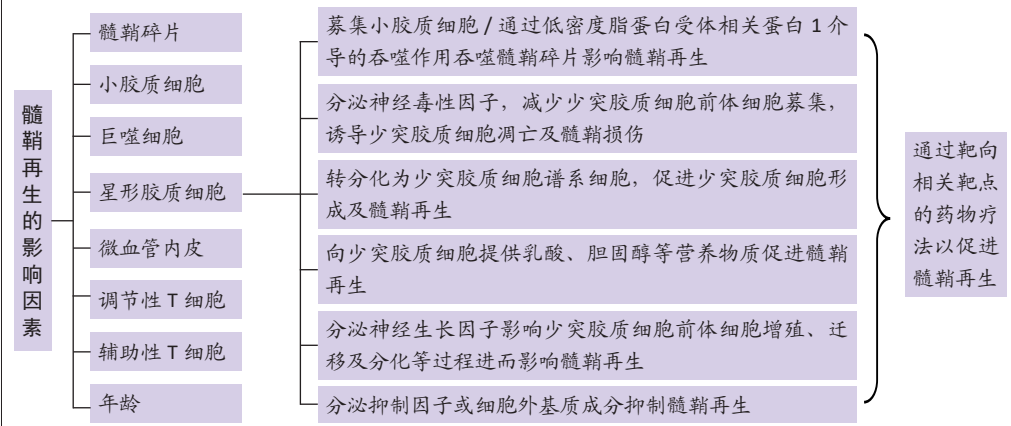 髓鞘再生的影响因素
髓鞘碎片
小胶质细胞
巨噬细胞
星形胶质细胞
微血管内皮
调节性 T 细胞
辅助性 T 细胞
年龄
募集小胶质细胞 / 通过低密度脂蛋白受体相关蛋白 1 介
导的吞噬作用吞噬髓鞘碎片影响髓鞘再生
分泌神经毒性因子，减少少突胶质细胞前体细胞募集，
诱导少突胶质细胞凋亡及髓鞘损伤
转分化为少突胶质细胞谱系细胞，促进少突胶质细胞形
成及髓鞘再生
向少突胶质细胞提供乳酸、胆固醇等营养物质促进髓鞘
再生
分泌神经生长因子影响少突胶质细胞前体细胞增殖、迁
移及分化等过程进而影响髓鞘再生
分泌抑制因子或细胞外基质成分抑制髓鞘再生
通过靶向
相关靶点
的药物疗
法以促进
髓鞘再生